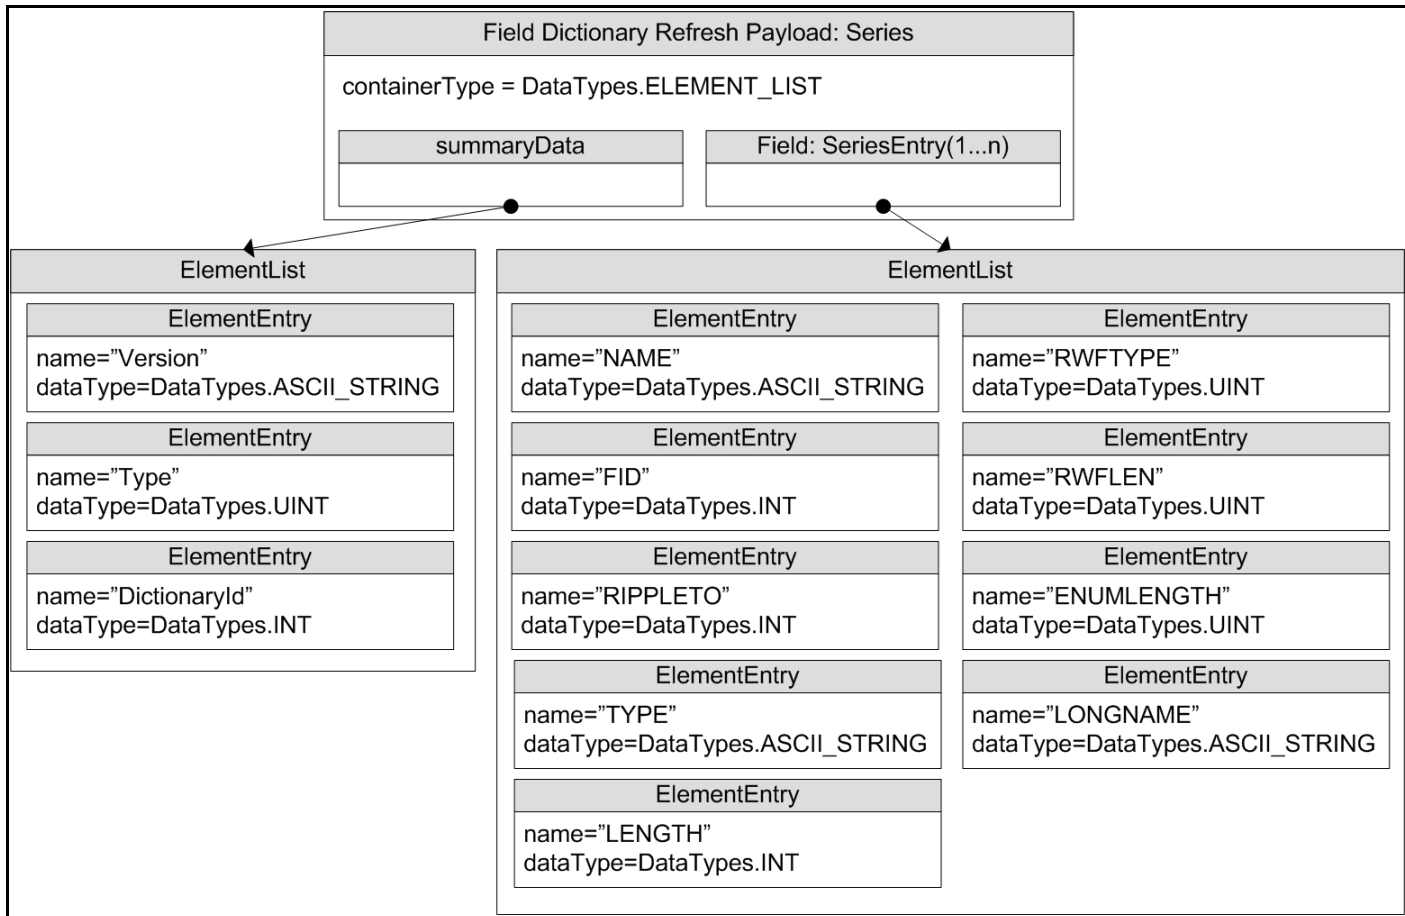 Field Dictionary Refresh Payload: Series
containerType = DataTypes.ELEMENT_LIST
summaryData
Field: SeriesEntry(1...n)
ElementList
ElementEntry
name=”Version”
dataType=DataTypes.ASCII_STRING
ElementEntry
name=”Type”
dataType=DataTypes.UINT
ElementEntry
name=”DictionaryId”
dataType=DataTypes.INT
ElementList
ElementEntry
name=”NAME”
dataType=DataTypes.ASCII_STRING
ElementEntry
name=”FID”
dataType=DataTypes.INT
ElementEntry
name=”RIPPLETO”
dataType=DataTypes.INT
ElementEntry
name=”TYPE”
dataType=DataTypes.ASCII_STRING
ElementEntry
name=”LENGTH”
dataType=DataTypes.INT
ElementEntry
name=”RWFTYPE”
dataType=DataTypes.UINT
ElementEntry
name=”RWFLEN”
dataType=DataTypes.UINT
ElementEntry
name=”ENUMLENGTH”
dataType=DataTypes.UINT
ElementEntry
name=”LONGNAME”
dataType=DataTypes.ASCII_STRING